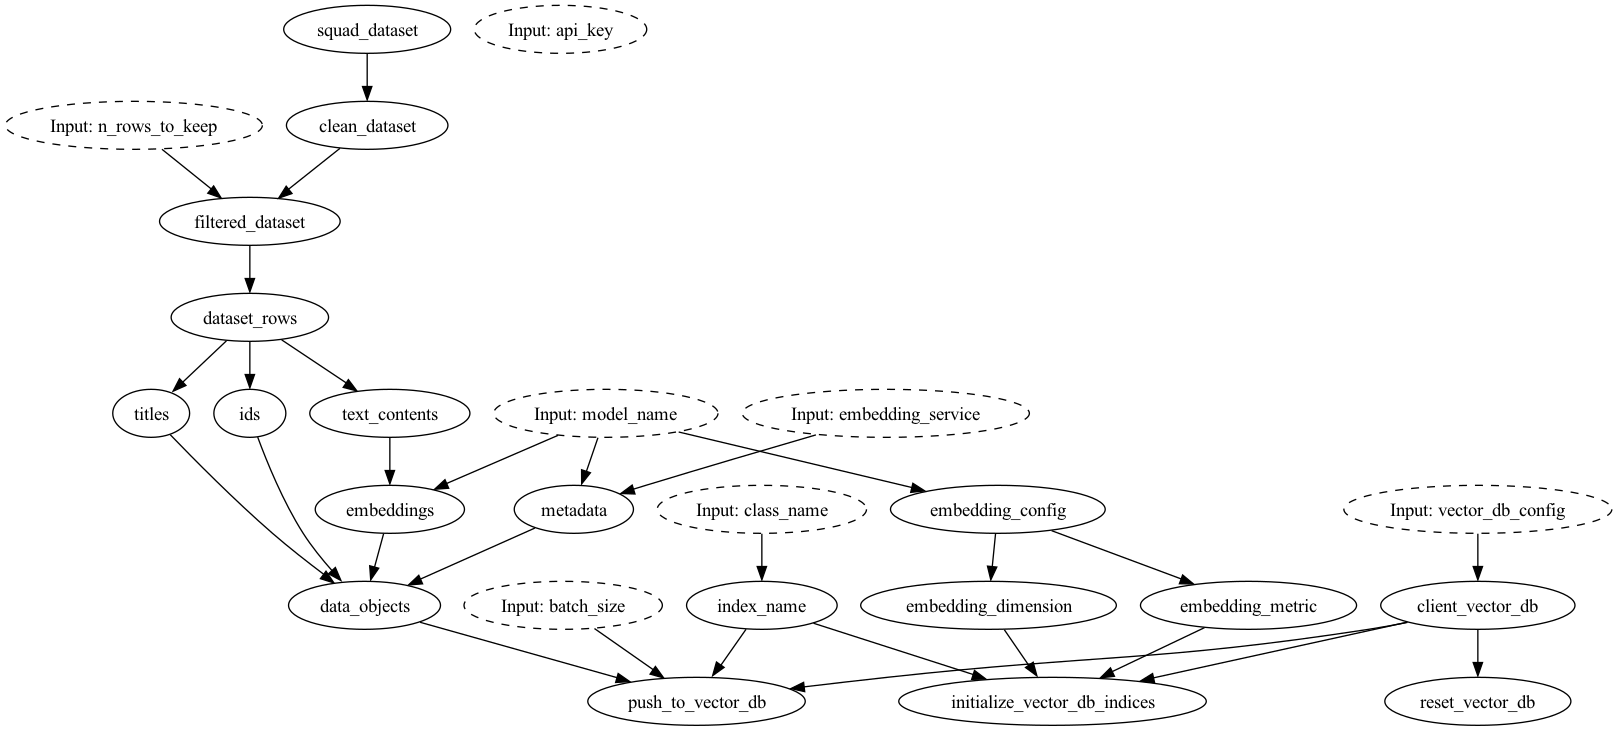 squad_dataset
Input: api_key
Input: n_rows_to_keep
clean_dataset
filtered_dataset
dataset_rows
titles
ids
text_contents
Input: model_name
Input: embedding_service
embeddings
metadata
Input: class_name
embedding_config
Input: vector_db_config
data_objects
Input: batch_size
index_name
embedding_dimension
embedding_metric
client_vector_db
push_to_vector_db
initialize_vector_db_indices
reset_vector_db